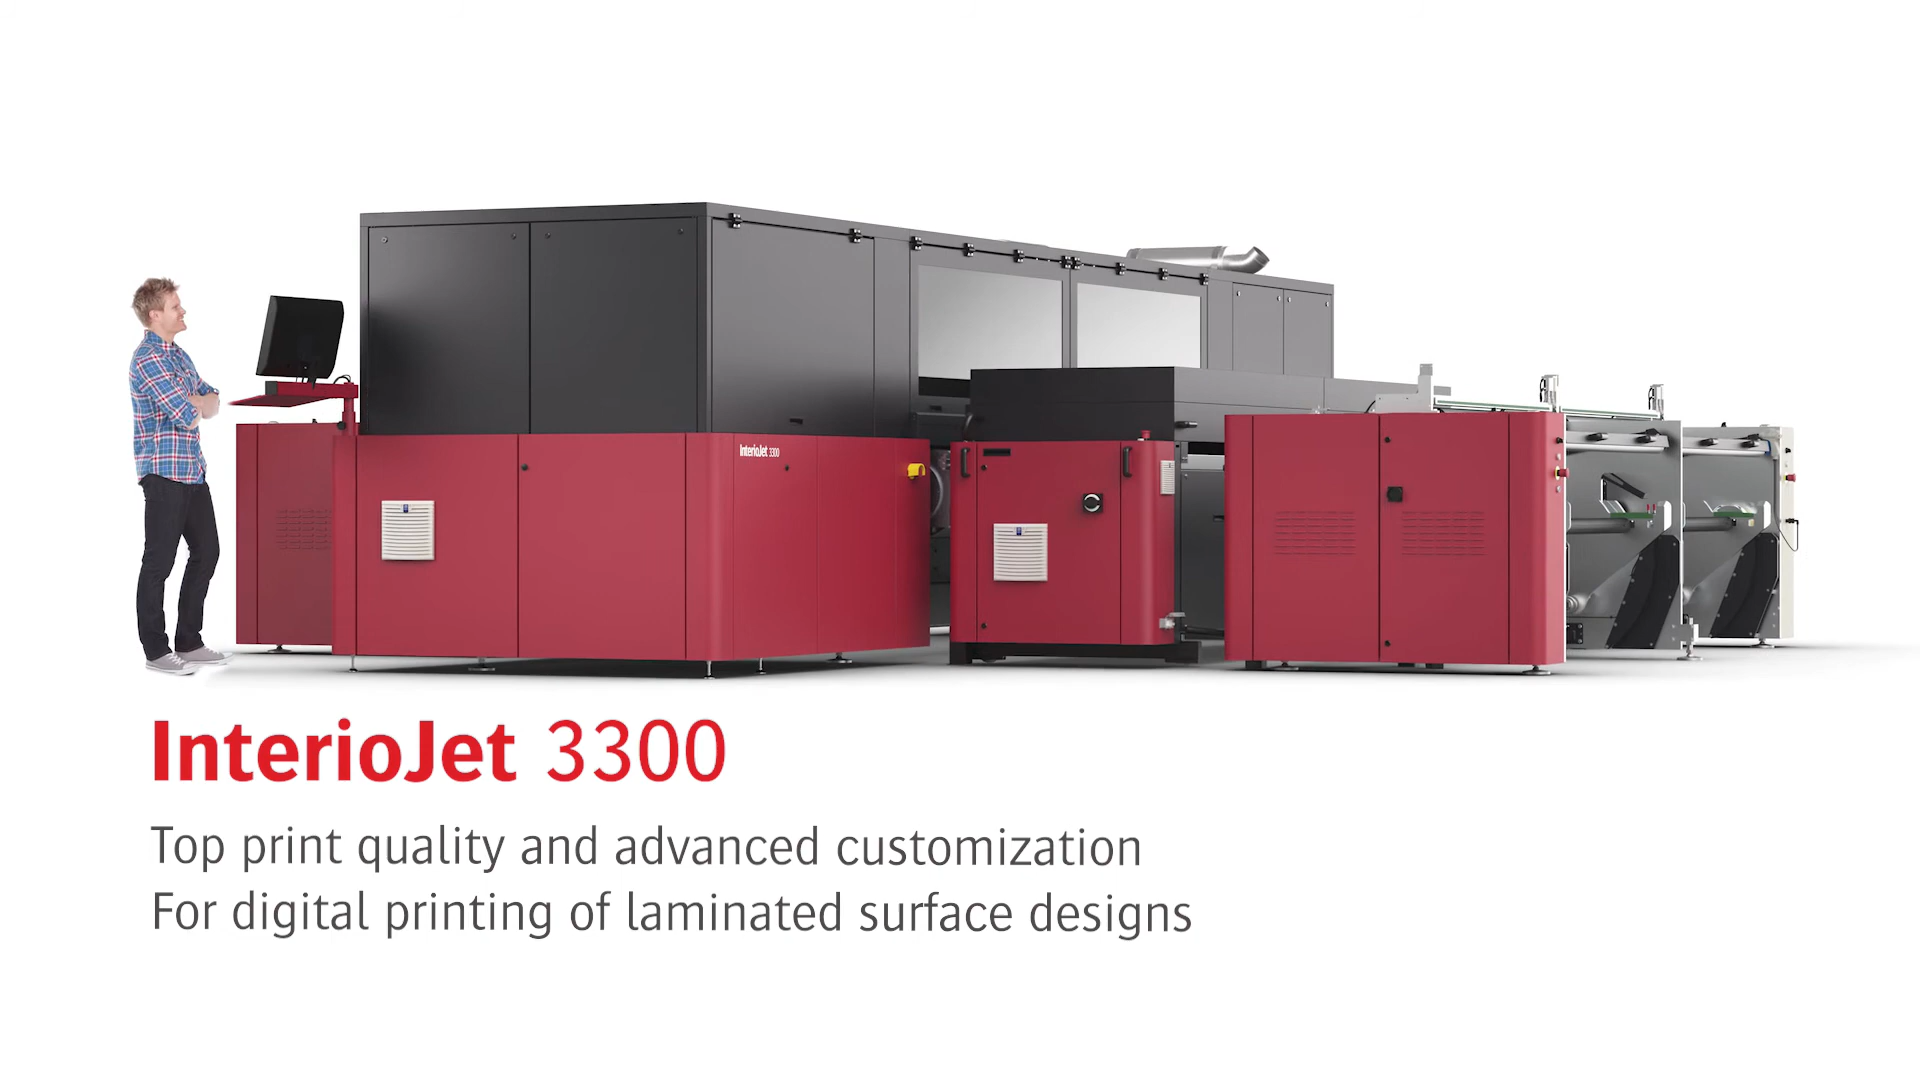 InterioJet 3300
InterioJet 3300
Top print quality and advanced customization
For digital printing of laminated surface designs